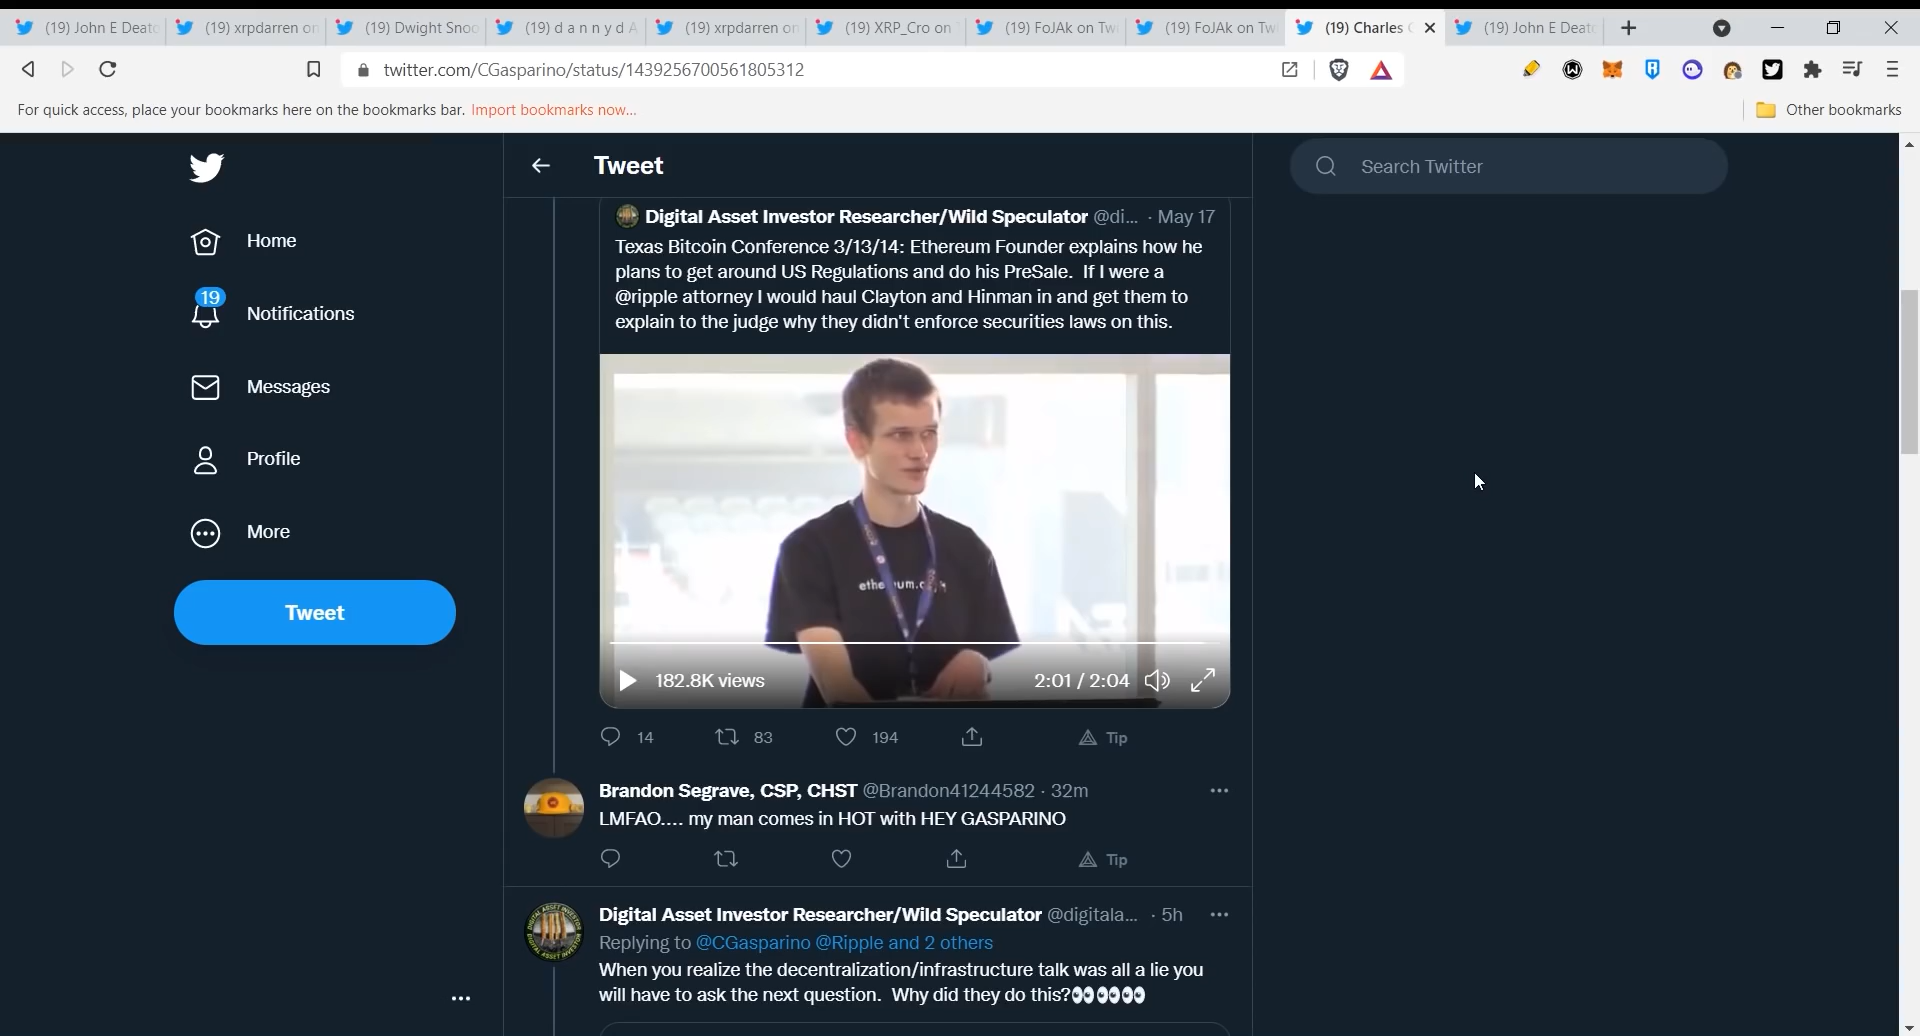 (19) John E Deato
(19) xrpdarren on
(19) Dwight Snoo
(19) d a n n y d A
(19) xrpdarren on
(19) XRP_Cro on T
(19) FoJAk on Twi
(19) FoJAk on Twi
(19) Charles G
(19) John E Deato
twitter.com/CGasparino/status/1439256700561805312
For quick access, place your bookmarks here on the bookmarks bar. Import bookmarks now...
Other bookmarks
Tweet
Search Twitter
Home
19
Notifications
Messages
Profile
More
Tweet
Digital Asset Investor Researcher/Wild Speculator @di... · May 17
Texas Bitcoin Conference 3/13/14: Ethereum Founder explains how he
plans to get around US Regulations and do his PreSale. If I were a
@ripple attorney I would haul Clayton and Hinman in and get them to
explain to the judge why they didn't enforce securities laws on this.
182.8K views
2:01 / 2:04
14
83
194
Tip
Brandon Segrave, CSP, CHST @Brandon41244582 · 32m
LMFAO.... my man comes in HOT with HEY GASPARINO
Tip
Digital Asset Investor Researcher/Wild Speculator @digitala... · 5h
Replying to @CGasparino @Ripple and 2 others
When you realize the decentralization/infrastructure talk was all a lie you
will have to ask the next question. Why did they do this?👀👀👀👀👀👀